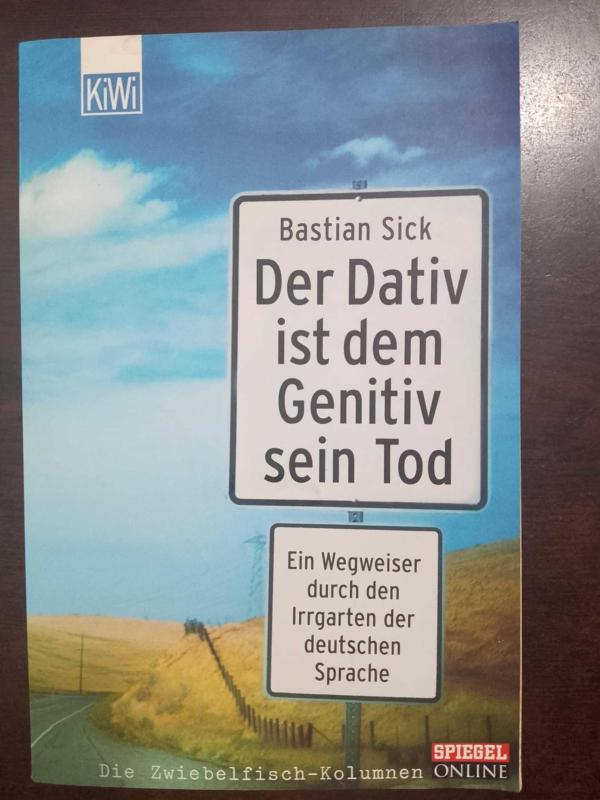 KiWi
Bastian Sick
Der Dativ
ist dem
Genitiv
sein Tod
Ein Wegweiser
durch den
Irrgarten der
deutschen
Sprache
Die Zwiebelfisch-Kolumnen
SPIEGEL
ONLINE